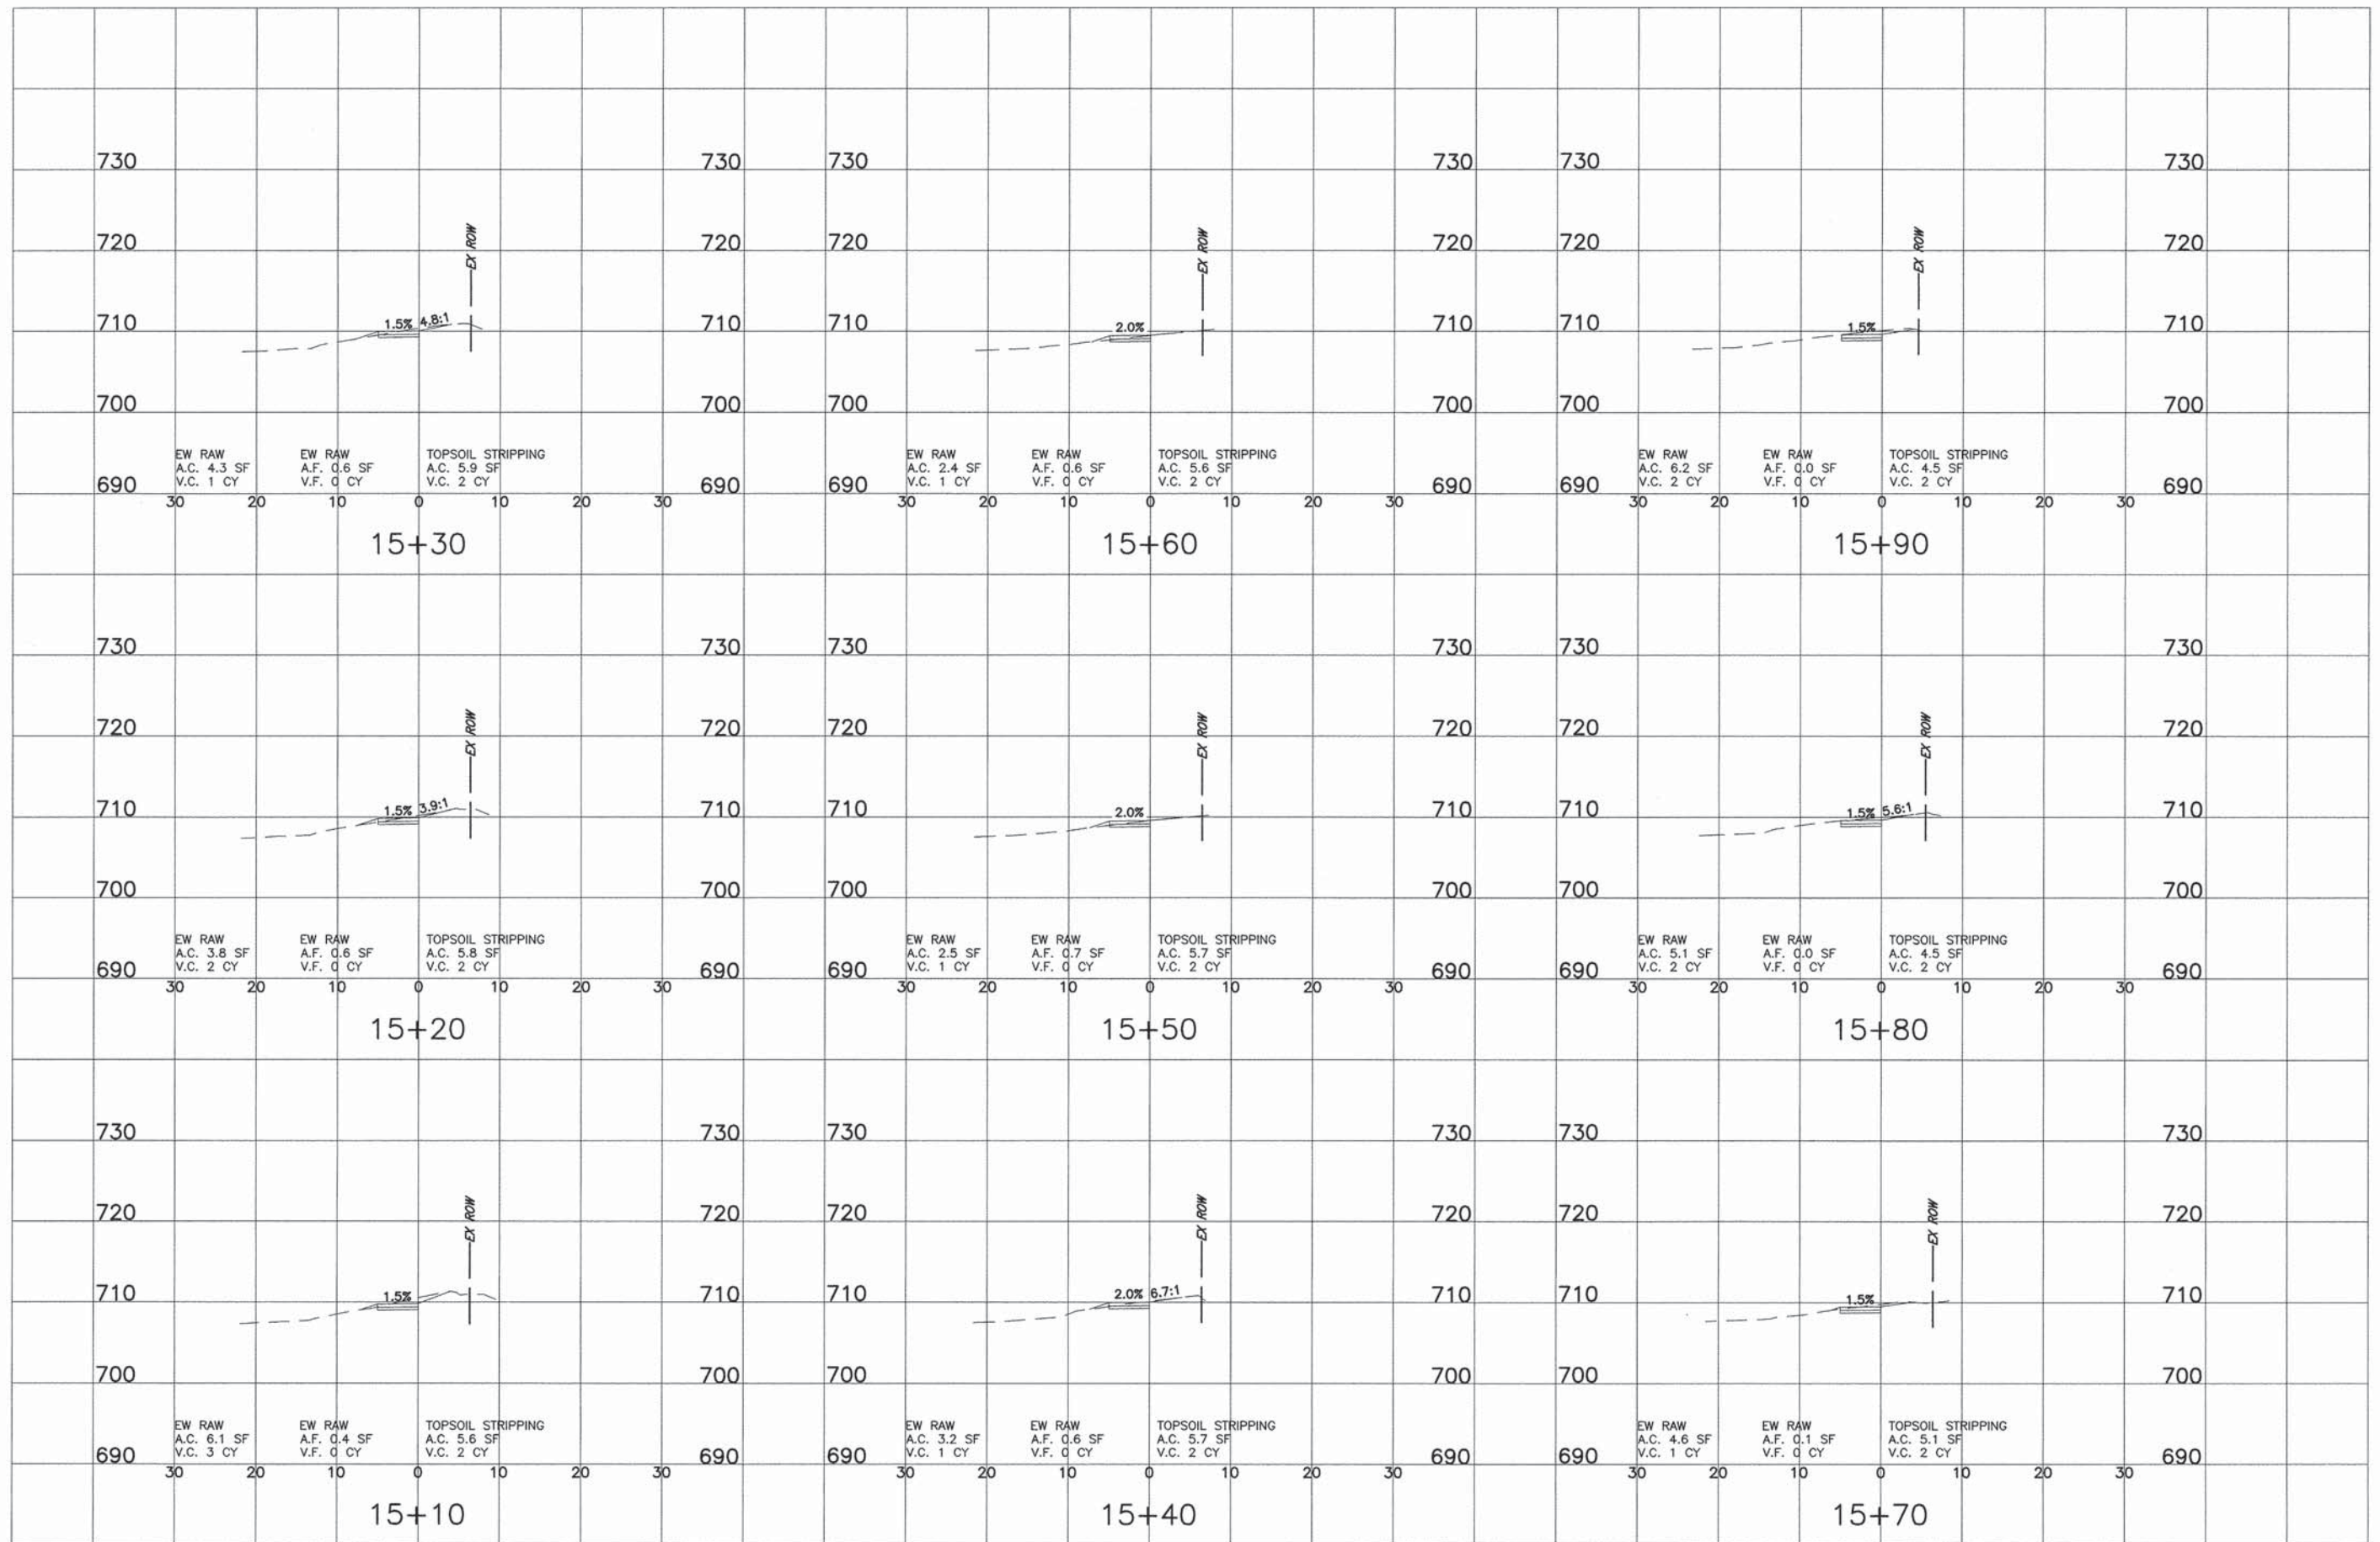 730 730 730 730 730 730
EX ROW EX ROW EX ROW
720 720 720 720 720 720
1.5% 4.8:1 2.0% 1.5%
710 710 710 710 710 710
700 700 700 700 700 700
EW RAW EW RAW TOPSOIL STRIPPING EW RAW EW RAW TOPSOIL STRIPPING EW RAW EW RAW TOPSOIL STRIPPING
A.C. 4.3 SF A.F. 0.6 SF A.C. 5.9 SF A.C. 2.4 SF A.F. 0.6 SF A.C. 5.6 SF A.C. 6.2 SF A.F. 0.0 SF A.C. 4.5 SF
V.C. 1 CY V.F. 0 CY V.C. 2 CY V.C. 1 CY V.F. 0 CY V.C. 2 CY V.C. 2 CY V.F. 0 CY V.C. 2 CY
690 690 690 690 690 690
30 20 10 0 10 20 30 30 20 10 0 10 20 30 30 20 10 0 10 20 30
15+30 15+60 15+90
730 730 730 730 730 730
EX ROW EX ROW EX ROW
720 720 720 720 720 720
1.5% 3.9:1 2.0% 1.5% 5.6:1
710 710 710 710 710 710
700 700 700 700 700 700
EW RAW EW RAW TOPSOIL STRIPPING EW RAW EW RAW TOPSOIL STRIPPING EW RAW EW RAW TOPSOIL STRIPPING
A.C. 3.8 SF A.F. 0.6 SF A.C. 5.8 SF A.C. 2.5 SF A.F. 0.7 SF A.C. 5.7 SF A.C. 5.1 SF A.F. 0.0 SF A.C. 4.5 SF
V.C. 2 CY V.F. 0 CY V.C. 2 CY V.C. 1 CY V.F. 0 CY V.C. 2 CY V.C. 2 CY V.F. 0 CY V.C. 2 CY
690 690 690 690 690 690
30 20 10 0 10 20 30 30 20 10 0 10 20 30 30 20 10 0 10 20 30
15+20 15+50 15+80
730 730 730 730 730 730
EX ROW EX ROW EX ROW
720 720 720 720 720 720
1.5% 2.0% 6.7:1 1.5%
710 710 710 710 710 710
700 700 700 700 700 700
EW RAW EW RAW TOPSOIL STRIPPING EW RAW EW RAW TOPSOIL STRIPPING EW RAW EW RAW TOPSOIL STRIPPING
A.C. 6.1 SF A.F. 0.4 SF A.C. 5.6 SF A.C. 3.2 SF A.F. 0.6 SF A.C. 5.7 SF A.C. 4.6 SF A.F. 0.1 SF A.C. 5.1 SF
V.C. 3 CY V.F. 0 CY V.C. 2 CY V.C. 1 CY V.F. 0 CY V.C. 2 CY V.C. 1 CY V.F. 0 CY V.C. 2 CY
690 690 690 690 690 690
30 20 10 0 10 20 30 30 20 10 0 10 20 30 30 20 10 0 10 20 30
15+10 15+40 15+70